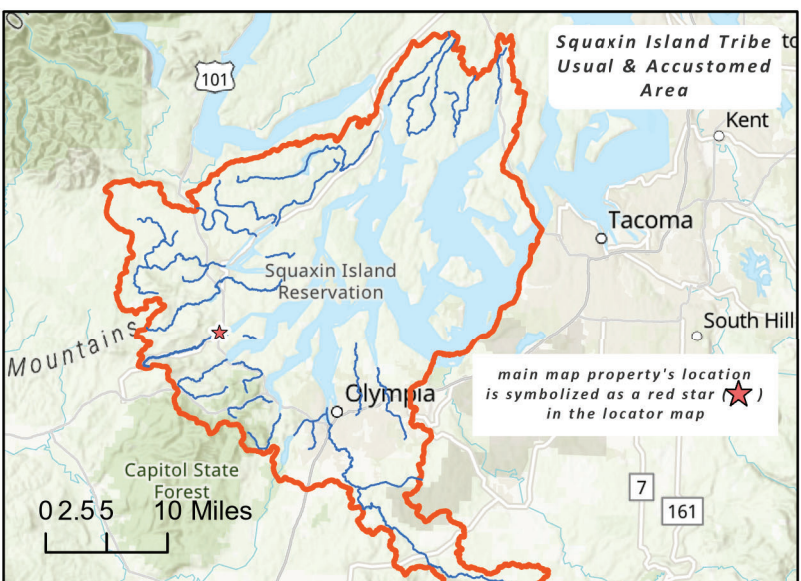 101
Squaxin Island Tribe
Usual & Accustomed
Area
to
Kent
Tacoma
Squaxin Island
Reservation
South Hill
Mountains
main map property's location
is symbolized as a red star ( )
in the locator map
Olympia
Capitol State
Forest
7
161
0 2.5 5 10 Miles